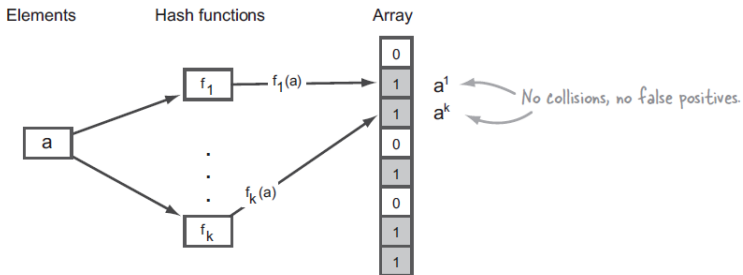 Elements Hash functions Array
0
f₁ f₁(a) 1 a¹
No collisions, no false positives.
1 aᵏ
a 0
1
fₖ(a) 0
fₖ 1
1